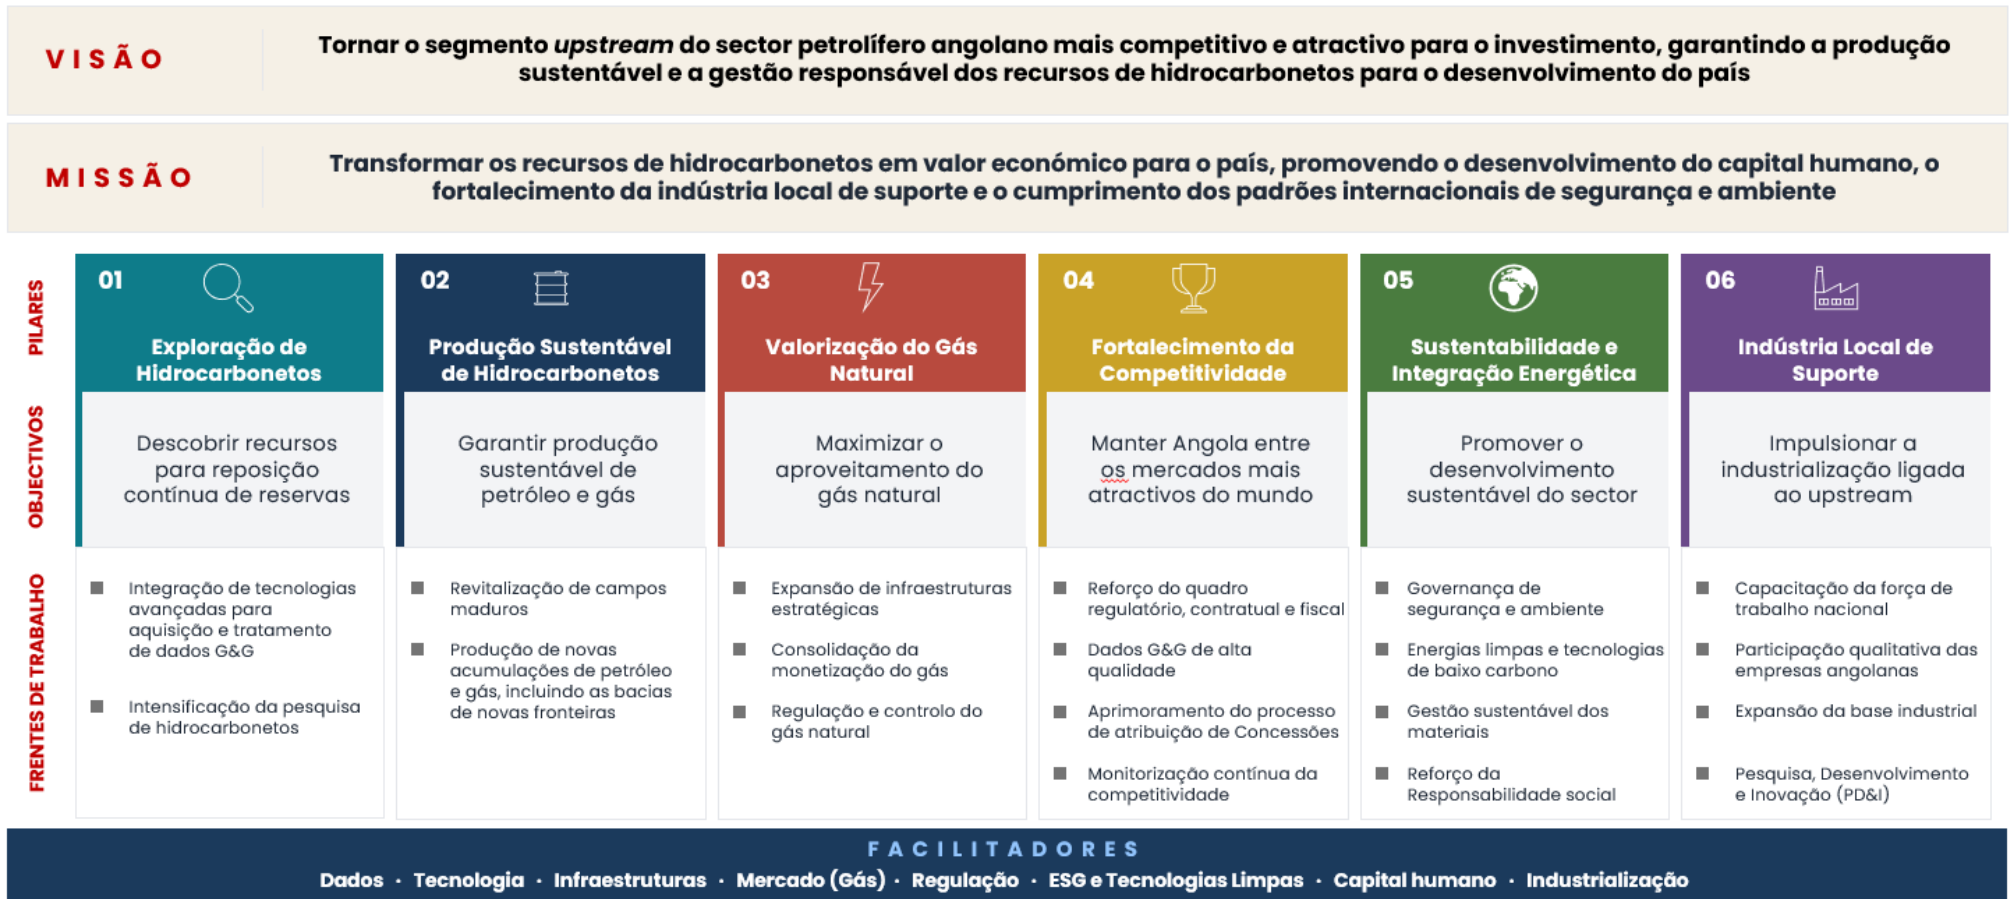 VISÃO
Tornar o segmento upstream do sector petrolífero angolano mais competitivo e atractivo para o investimento, garantindo a produção
sustentável e a gestão responsável dos recursos de hidrocarbonetos para o desenvolvimento do país
MISSÃO
Transformar os recursos de hidrocarbonetos em valor económico para o país, promovendo o desenvolvimento do capital humano, o
fortalecimento da indústria local de suporte e o cumprimento dos padrões internacionais de segurança e ambiente
PILARES
01
Exploração de
Hidrocarbonetos
02
Produção Sustentável
de Hidrocarbonetos
03
Valorização do Gás
Natural
04
Fortalecimento da
Competitividade
05
Sustentabilidade e
Integração Energética
06
Indústria Local de
Suporte
OBJECTIVOS
Descobrir recursos
para reposição
contínua de reservas
Garantir produção
sustentável de
petróleo e gás
Maximizar o
aproveitamento do
gás natural
Manter Angola entre
os mercados mais
atractivos do mundo
Promover o
desenvolvimento
sustentável do sector
Impulsionar a
industrialização ligada
ao upstream
FRENTES DE TRABALHO
Integração de tecnologias
avançadas para
aquisição e tratamento
de dados G&G
Intensificação da pesquisa
de hidrocarbonetos
Revitalização de campos
maduros
Produção de novas
acumulações de petróleo
e gás, incluindo as bacias
de novas fronteiras
Expansão de infraestruturas
estratégicas
Consolidação da
monetização do gás
Regulação e controlo do
gás natural
Reforço do quadro
regulatório, contratual e fiscal
Dados G&G de alta
qualidade
Aprimoramento do processo
de atribuição de Concessões
Monitorização contínua da
competitividade
Governança de
segurança e ambiente
Energias limpas e tecnologias
de baixo carbono
Gestão sustentável dos
materiais
Reforço da
Responsabilidade social
Capacitação da força de
trabalho nacional
Participação qualitativa das
empresas angolanas
Expansão da base industrial
Pesquisa, Desenvolvimento
e Inovação (PD&I)
FACILITADORES
Dados · Tecnologia · Infraestruturas · Mercado (Gás) · Regulação · ESG e Tecnologias Limpas · Capital humano · Industrialização